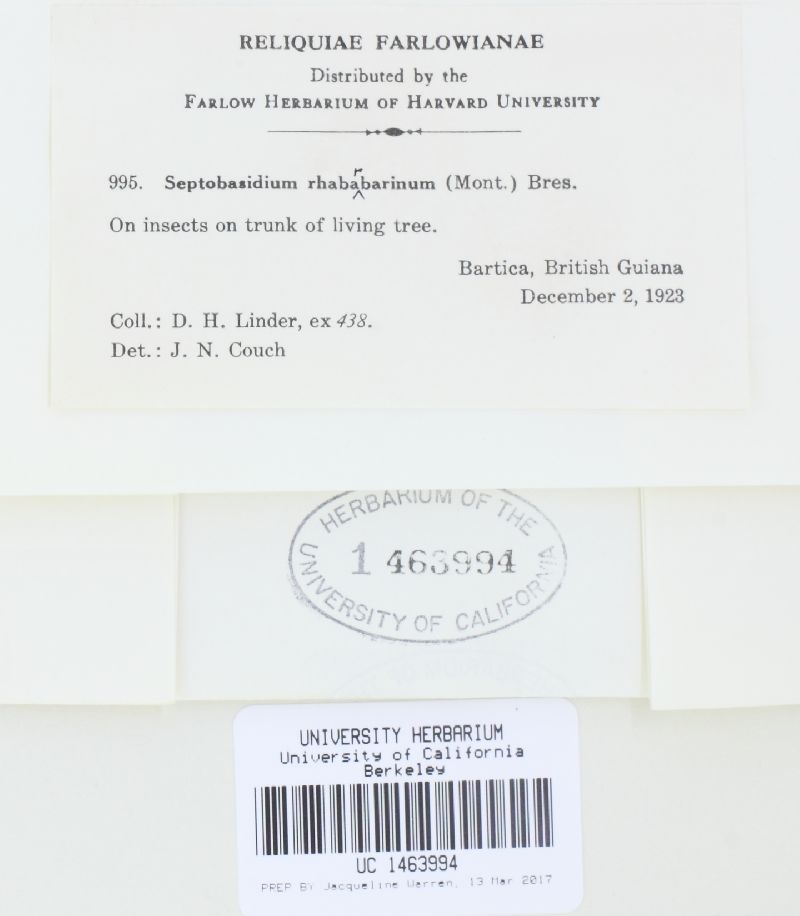 RELIQUIAE FARLOWIANAE
Distributed by the
FARLOW HERBARIUM OF HARVARD UNIVERSITY
995. Septobasidium rhabarbarinum (Mont.) Bres.
On insects on trunk of living tree.
Bartica, British Guiana
December 2, 1923
Coll.: D. H. Linder, ex 438.
Det.: J. N. Couch
HERBARIUM OF THE
1 463994
UNIVERSITY OF CALIFORNIA
UNIVERSITY HERBARIUM
University of California
Berkeley
UC 1463994
PREP BY Jacqueline Warren, 13 Mar 2017